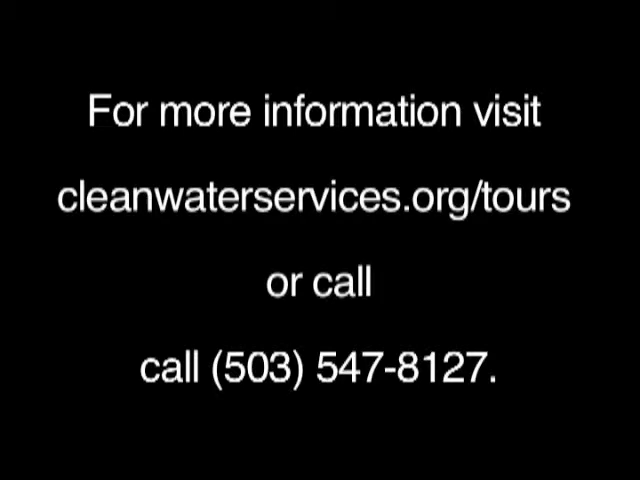 For more information visit
cleanwaterservices.org/tours
or call
call (503) 547-8127.